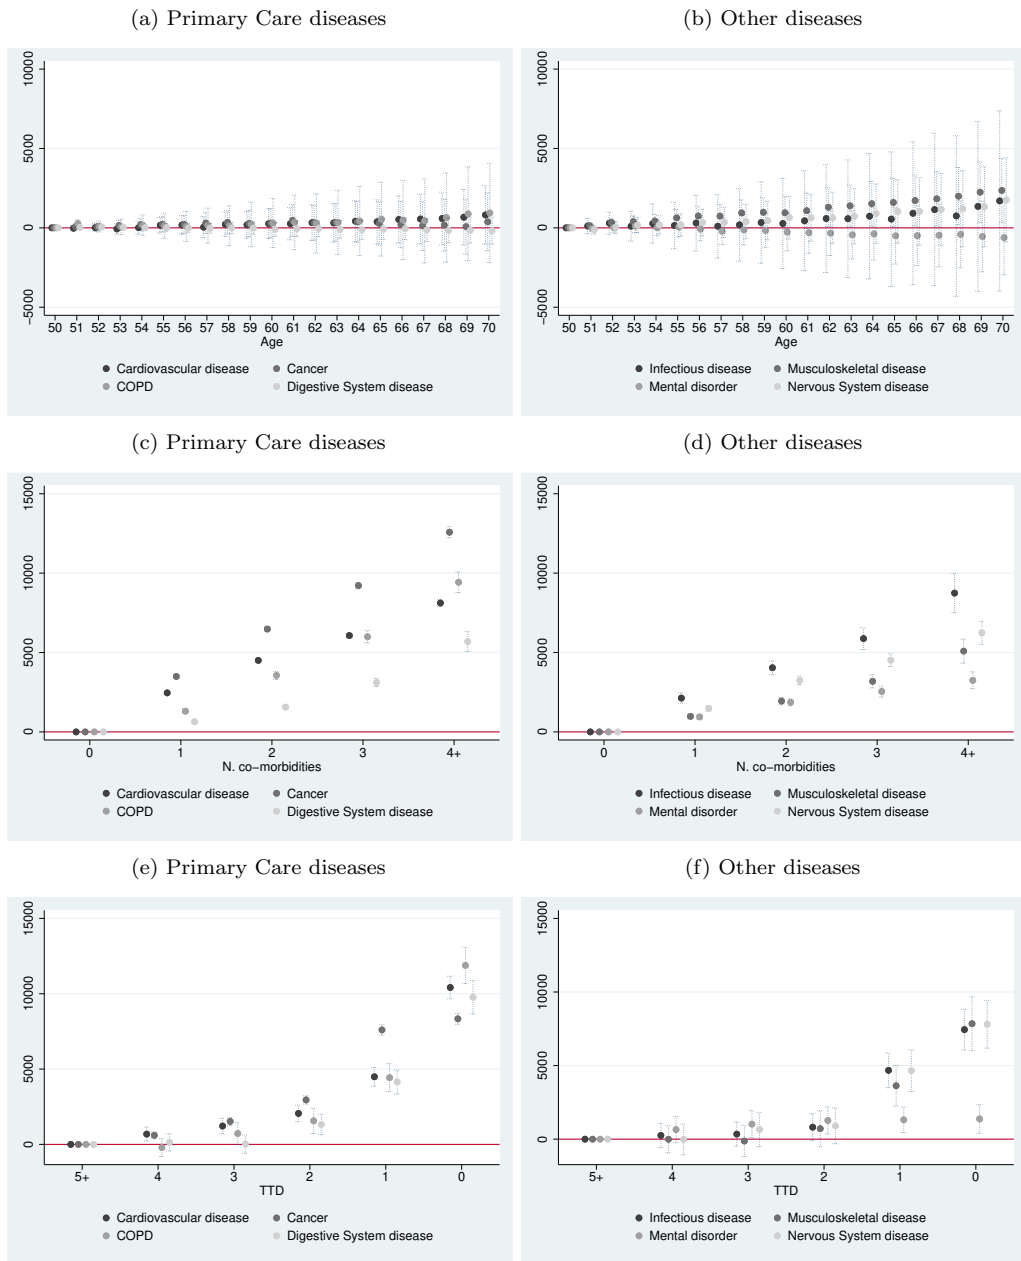 (a) Primary Care diseases
(b) Other diseases
10000
5000
0
−5000
50 51 52 53 54 55 56 57 58 59 60 61 62 63 64 65 66 67 68 69 70
Age
Cardiovascular disease Cancer
COPD Digestive System disease
10000
5000
0
−5000
50 51 52 53 54 55 56 57 58 59 60 61 62 63 64 65 66 67 68 69 70
Age
Infectious disease Musculoskeletal disease
Mental disorder Nervous System disease
(c) Primary Care diseases
(d) Other diseases
15000
10000
5000
0
0 1 2 3 4+
N. co−morbidities
Cardiovascular disease Cancer
COPD Digestive System disease
15000
10000
5000
0
0 1 2 3 4+
N. co−morbidities
Infectious disease Musculoskeletal disease
Mental disorder Nervous System disease
(e) Primary Care diseases
(f) Other diseases
15000
10000
5000
0
5+ 4 3 2 1 0
TTD
Cardiovascular disease Cancer
COPD Digestive System disease
15000
10000
5000
0
5+ 4 3 2 1 0
TTD
Infectious disease Musculoskeletal disease
Mental disorder Nervous System disease